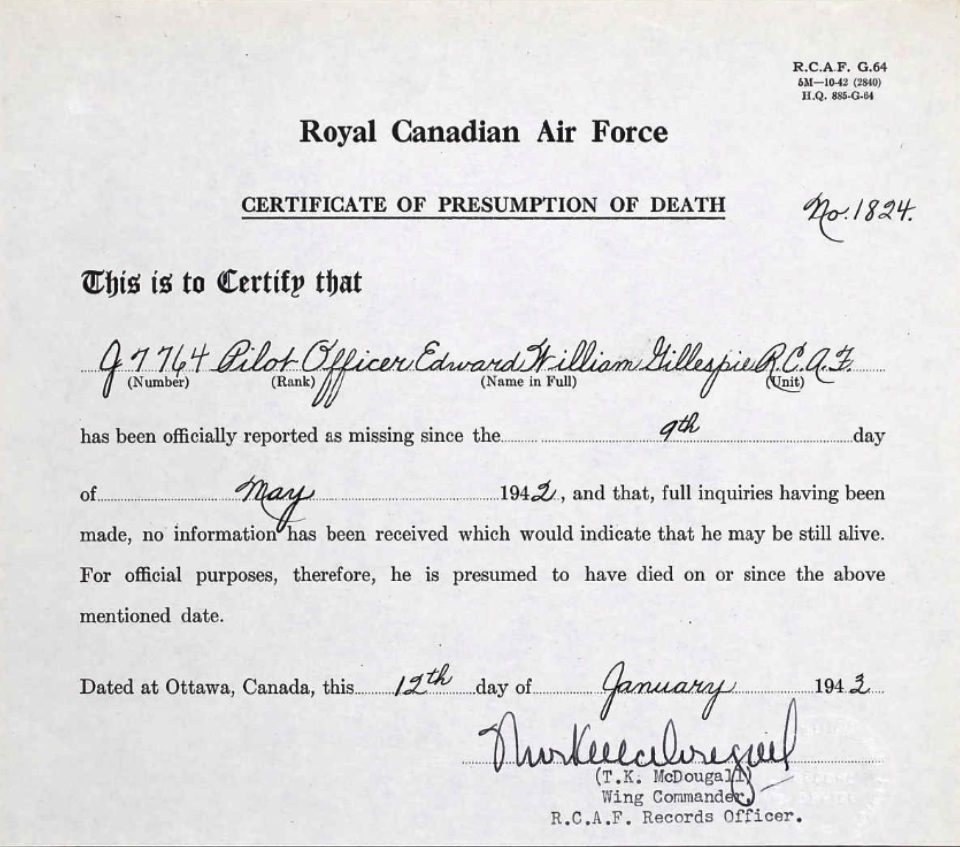 R.C.A.F. G.64
5M—10-42 (2840)
H.Q. 885-G-64
Royal Canadian Air Force
CERTIFICATE OF PRESUMPTION OF DEATH
No. 1824.
This is to Certify that
J7764 Pilot Officer Edward William Gillespie R.C.A.F.
(Number) (Rank) (Name in Full) (Unit)
has been officially reported as missing since the 9th day
of May 1942, and that, full inquiries having been
made, no information has been received which would indicate that he may be still alive.
For official purposes, therefore, he is presumed to have died on or since the above
mentioned date.
Dated at Ottawa, Canada, this 12th day of January 1943
(T.K. McDougall)
Wing Commander,
R.C.A.F. Records Officer.